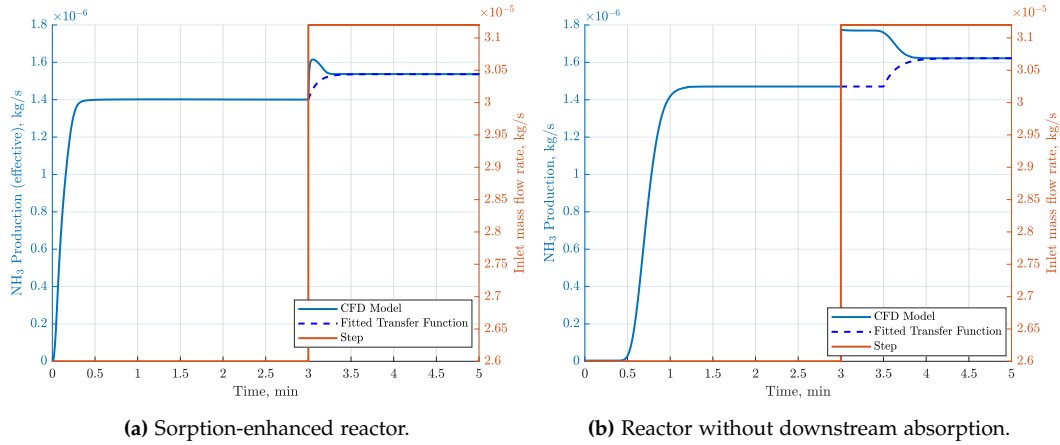 ×10⁻⁶
×10⁻⁵
1.8
1.6
1.4
1.2
1
0.8
0.6
0.4
0.2
0
NH₃ Production (effective), kg/s
3.1
3.05
3
2.95
2.9
2.85
2.8
2.75
2.7
2.65
2.6
Inlet mass flow rate, kg/s
CFD Model
Fitted Transfer Function
Step
0 0.5 1 1.5 2 2.5 3 3.5 4 4.5 5
Time, min
(a) Sorption-enhanced reactor.
×10⁻⁶
×10⁻⁵
1.8
1.6
1.4
1.2
1
0.8
0.6
0.4
0.2
0
NH₃ Production, kg/s
3.1
3.05
3
2.95
2.9
2.85
2.8
2.75
2.7
2.65
2.6
Inlet mass flow rate, kg/s
CFD Model
Fitted Transfer Function
Step
0 0.5 1 1.5 2 2.5 3 3.5 4 4.5 5
Time, min
(b) Reactor without downstream absorption.